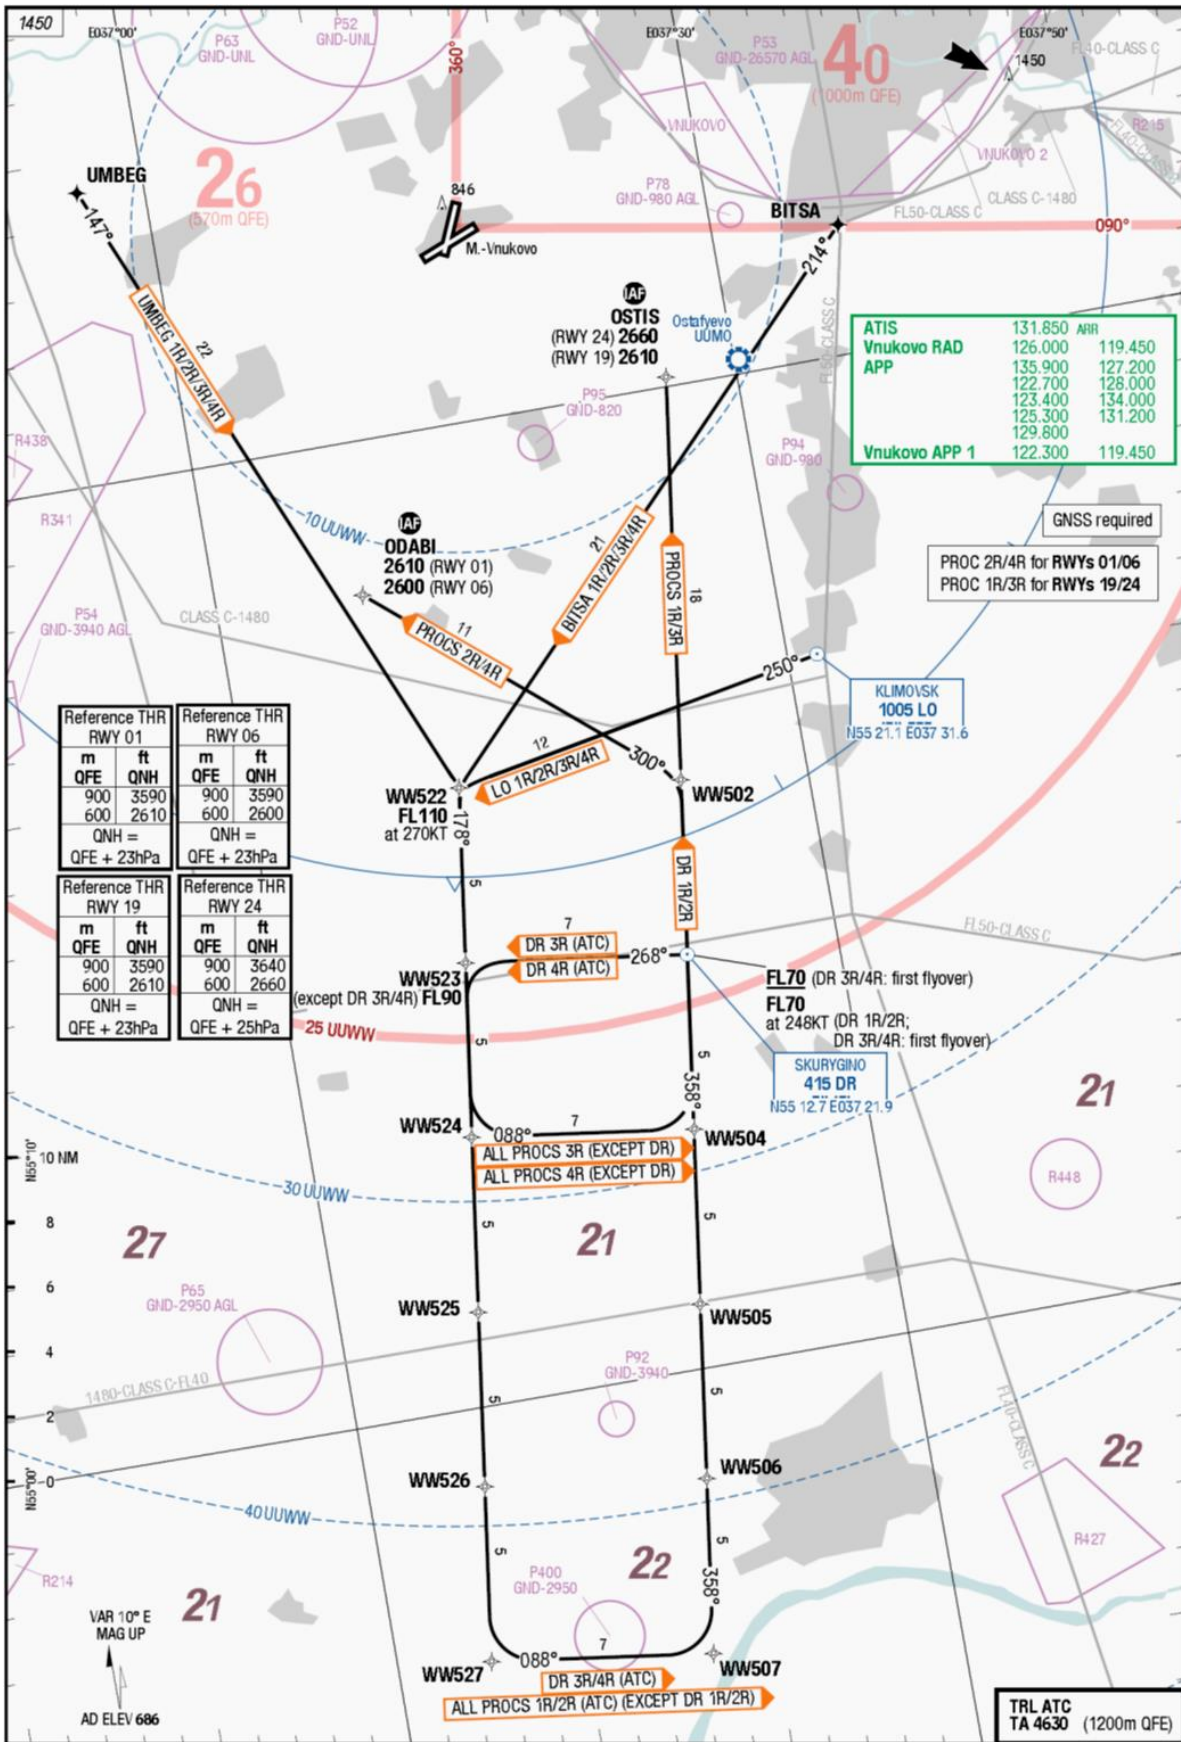 1450
E037°00'
P63
GND-UNL
P52
GND-UNL
360°
E037°30'
P53
GND-26570 AGL
40
(1000m QFE)
E037°50'
1450
FL40-CLASS C
R215
VNUKOVO
VNUKOVO 2
CLASS C-1480
FL50-CLASS C
UMBEG
26
(570m QFE)
846
M.-Vnukovo
P78
GND-980 AGL
BITSA
090°
147°
214°
UMBEG 1R/2R/3R/4R
22
IAF
OSTIS
(RWY 24) 2660
(RWY 19) 2610
Ostafyevo
UUMO
FL50-CLASS C
ATIS 131.850 ARR
Vnukovo RAD 126.000 119.450
APP 135.900 127.200
122.700 128.000
123.400 134.000
125.300 131.200
129.800
Vnukovo APP 1 122.300 119.450
P95
GND-820
P94
GND-980
R438
R341
10 UUWW
GNSS required
PROC 2R/4R for RWYs 01/06
PROC 1R/3R for RWYs 19/24
IAF
ODABI
2610 (RWY 01)
2600 (RWY 06)
21
BITSA 1R/2R/3R/4R
18
PROCS 1R/3R
P54
GND-3940 AGL
CLASS C-1480
11
PROCS 2R/4R
250°
KLIMOVSK
1005 LO
N55 21.1 E037 31.6
12
LO 1R/2R/3R/4R
300°
WW502
WW522
FL110
at 270KT
178°
Reference THR
RWY 01
m ft
QFE QNH
900 3590
600 2610
QNH =
QFE + 23hPa
Reference THR
RWY 06
m ft
QFE QNH
900 3590
600 2600
QNH =
QFE + 23hPa
Reference THR
RWY 19
m ft
QFE QNH
900 3590
600 2610
QNH =
QFE + 23hPa
Reference THR
RWY 24
m ft
QFE QNH
900 3640
600 2660
QNH =
QFE + 25hPa
DR 1R/2R
5
7
DR 3R (ATC)
DR 4R (ATC)
268°
FL50-CLASS C
WW523
(except DR 3R/4R) FL90
FL70 (DR 3R/4R: first flyover)
FL70
at 248KT (DR 1R/2R;
DR 3R/4R: first flyover)
25 UUWW
5
5
SKURYGINO
415 DR
N55 12.7 E037 21.9
358°
21
WW524
088°
7
WW504
ALL PROCS 3R (EXCEPT DR)
ALL PROCS 4R (EXCEPT DR)
N55°10'
10 NM
30 UUWW
R448
8
27
5
21
5
6
P65
GND-2950 AGL
WW525
WW505
4
P92
GND-3940
1480-CLASS C-FL40
5
5
FL40-CLASS C
2
22
WW526
WW506
N55°00'
0
40 UUWW
5
5
R427
R214
P400
GND-2950
22
358°
21
VAR 10° E
MAG UP
WW527
088°
7
WW507
DR 3R/4R (ATC)
ALL PROCS 1R/2R (ATC) (EXCEPT DR 1R/2R)
AD ELEV 686
TRL ATC
TA 4630 (1200m QFE)